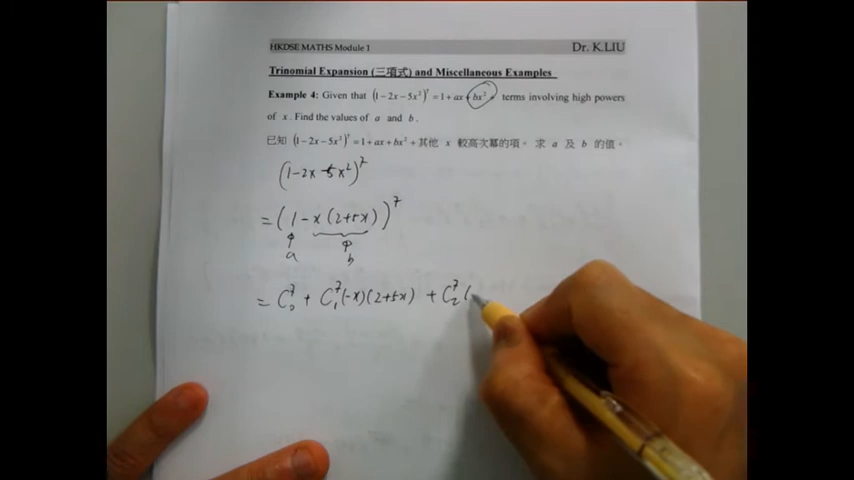 HKDSE MATHS Module 1 Dr. K.LIU
Trinomial Expansion (三項式) and Miscellaneous Examples
Example 4: Given that (1−2x−5x²)⁷ = 1+ax+bx²+ terms involving high powers
of x. Find the values of a and b.
已知 (1−2x−5x²)⁷ = 1+ax+bx²+其他 x 較高次冪的項。求 a 及 b 的值。
(1−2x−5x²)⁷
= (1−x(2+5x))⁷
a b
= C₀⁷ + C₁⁷(−x)(2+5x) + C₂⁷(